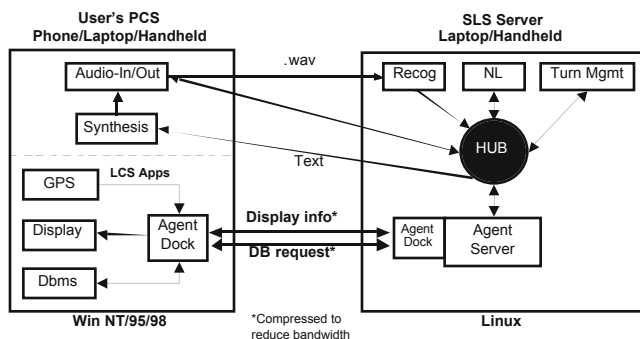 User's PCS
Phone/Laptop/Handheld
SLS Server
Laptop/Handheld
Audio-In/Out
.wav
Recog
NL
Turn Mgmt
Synthesis
HUB
Text
LCS Apps
GPS
Display
Agent
Dock
Dbms
Display info*
DB request*
Agent
Dock
Agent
Server
Win NT/95/98
*Compressed to
reduce bandwidth
Linux